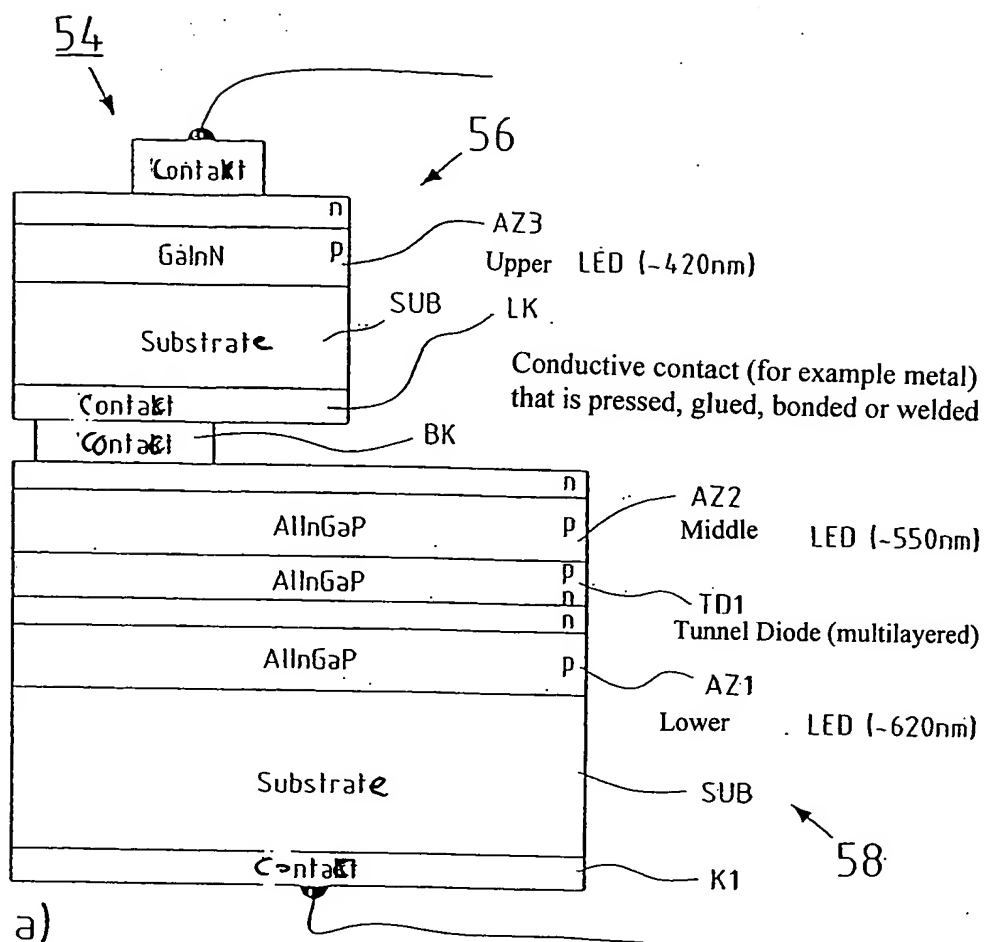 54
56
Contakt
n
GaInN
p
AZ3
Upper LED (~420nm)
SUB
LK
Substrate
Conductive contact (for example metal)
that is pressed, glued, bonded or welded
Contakt
Contact
BK
n
AZ2
AlInGaP
p
Middle LED (~550nm)
AlInGaP
p
n
TD1
n
Tunnel Diode (multilayered)
AlInGaP
p
AZ1
Lower LED (~620nm)
Substrate
SUB
58
Contakt
K1
a)